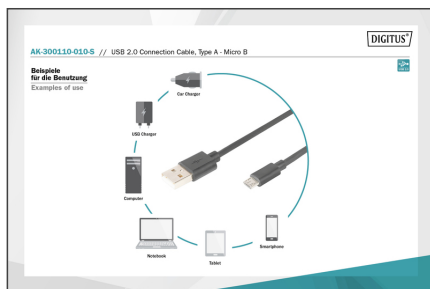 DIGITUS®
AK-300110-010-S // USB 2.0 Connection Cable, Type A - Micro B
Beispiele
für die Benutzung
Examples of use
Car Charger
USB Charger
Computer
Notebook
Tablet
Smartphone